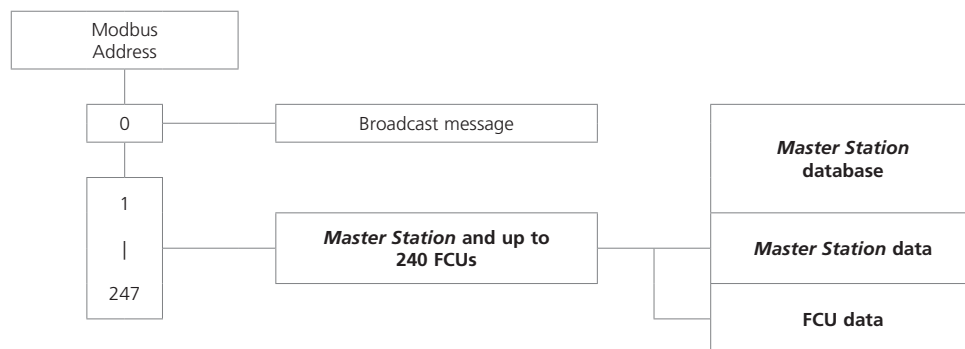 Modbus
Address
0
Broadcast message
1
|
247
Master Station and up to
240 FCUs
Master Station
database
Master Station data
FCU data